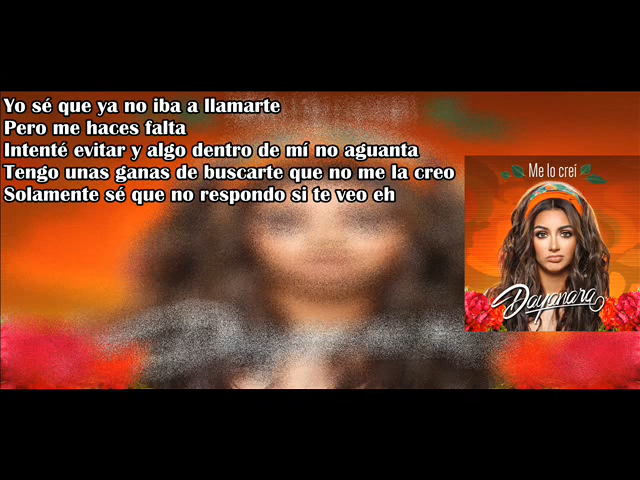 Yo sé que ya no iba a llamarte
Pero me haces falta
Intenté evitar y algo dentro de mí no aguanta
Tengo unas ganas de buscarte que no me la creo
Solamente sé que no respondo si te veo eh
Me lo creí
Dayanara